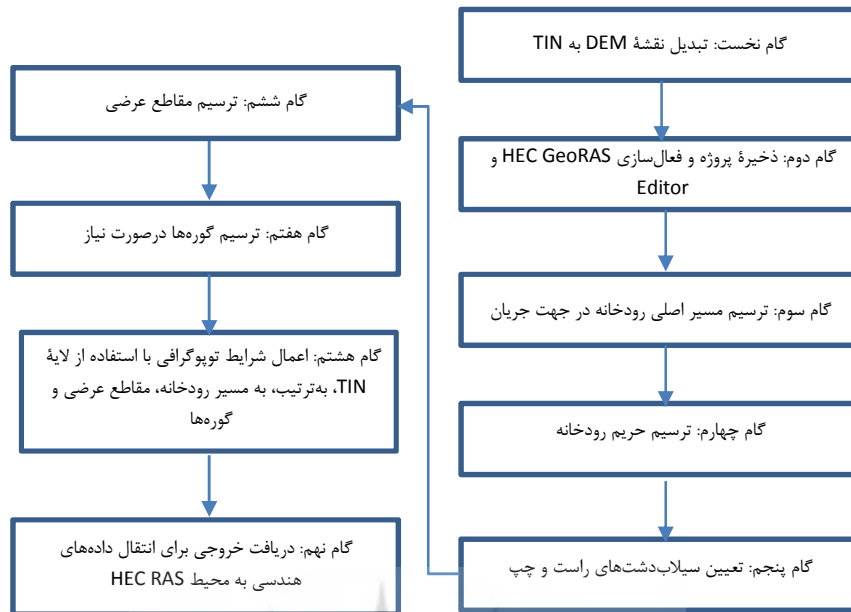 گام نخست: تبدیل نقشۀ DEM به TIN
گام دوم: ذخیرۀ پروژه و فعال‌سازی HEC GeoRAS و
Editor
گام سوم: ترسیم مسیر اصلی رودخانه در جهت جریان
گام چهارم: ترسیم حریم رودخانه
گام پنجم: تعیین سیلاب‌دشت‌های راست و چپ
گام ششم: ترسیم مقاطع عرضی
گام هفتم: ترسیم گوره‌ها درصورت نیاز
گام هشتم: اعمال شرایط توپوگرافی با استفاده از لایۀ
TIN، به‌ترتیب، به مسیر رودخانه، مقاطع عرضی و
گوره‌ها
گام نهم: دریافت خروجی برای انتقال داده‌های
هندسی به محیط HEC RAS